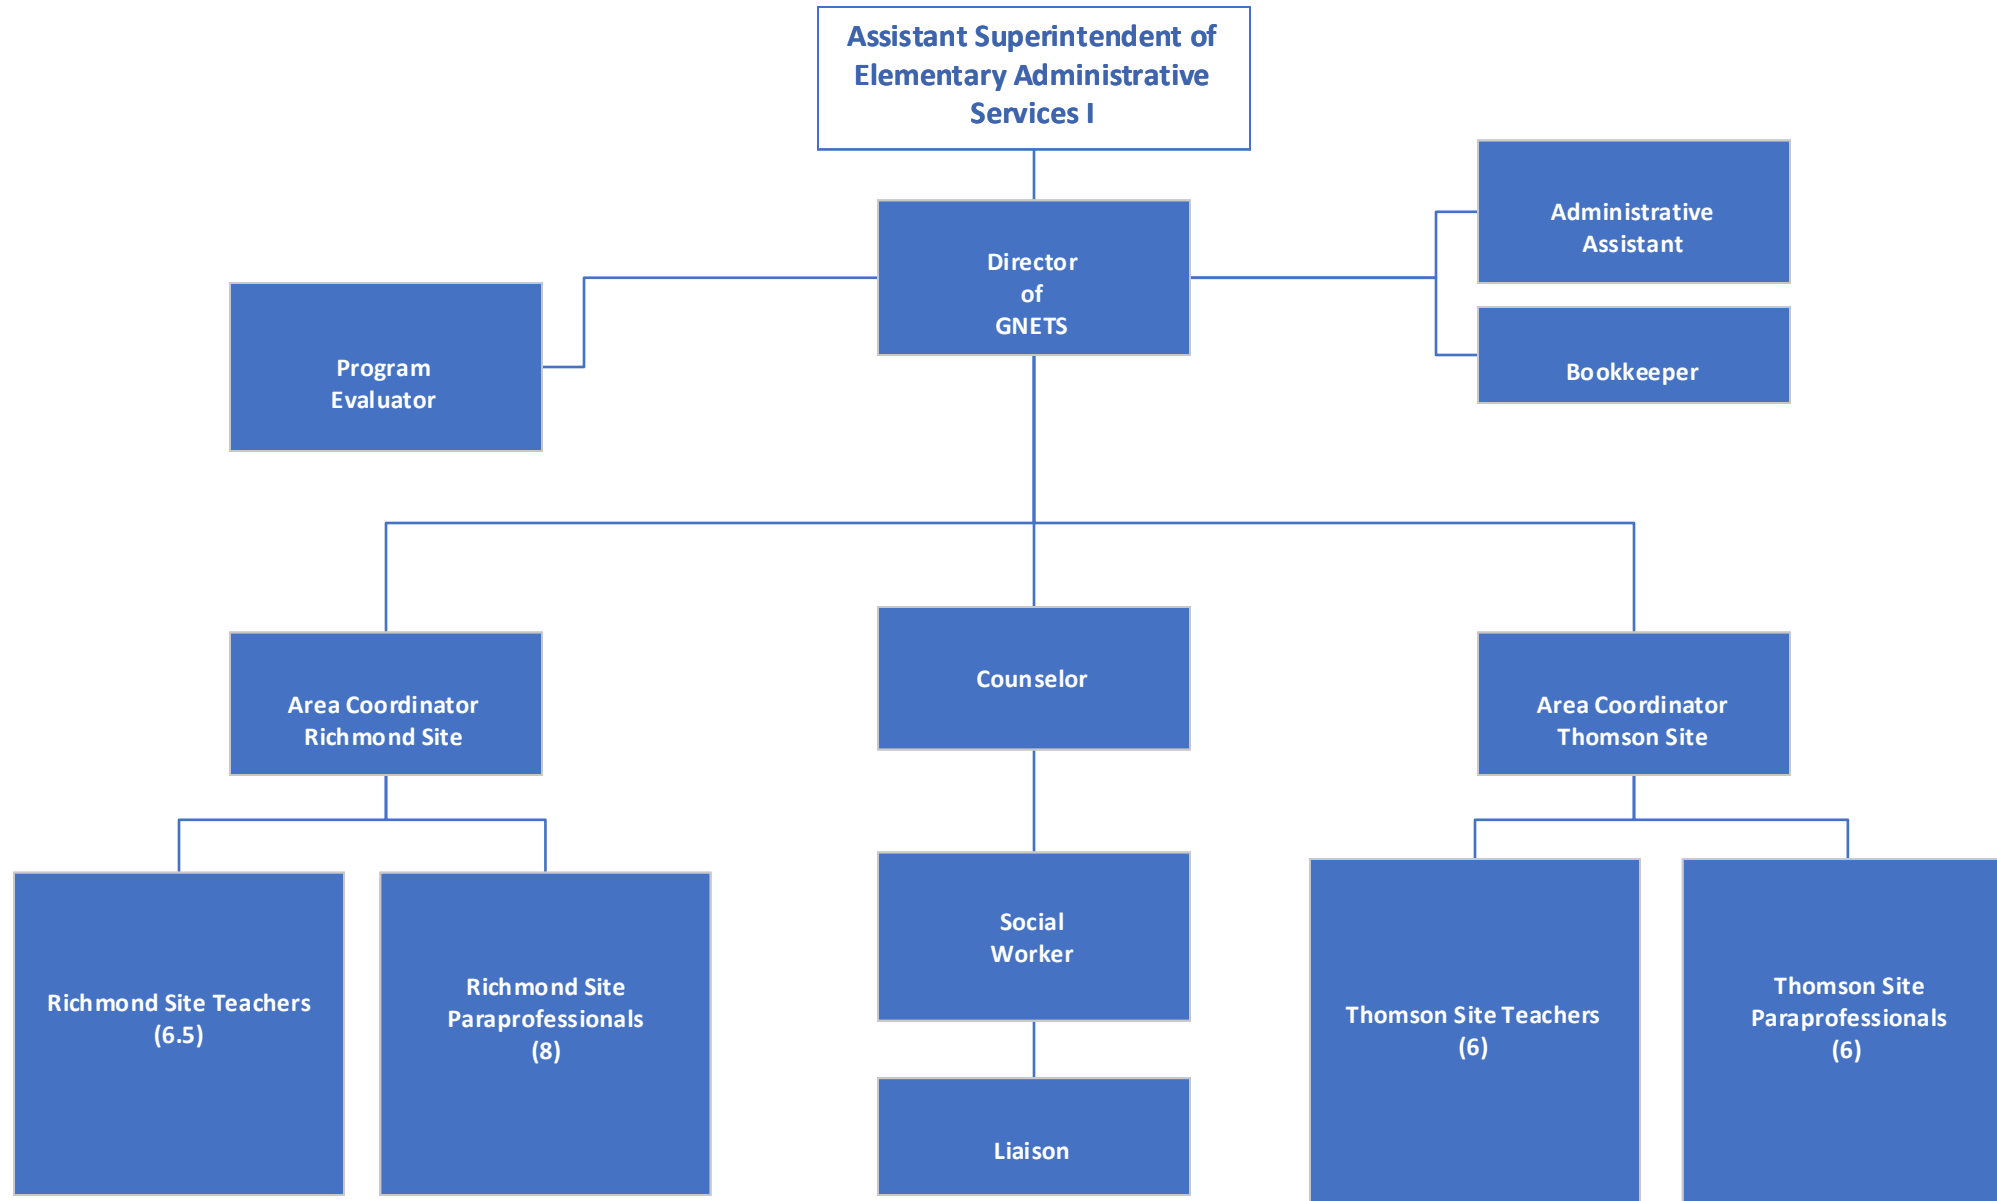 Assistant Superintendent of
Elementary Administrative
Services I
Administrative
Assistant
Director
of
GNETS
Program
Evaluator
Bookkeeper
Area Coordinator
Richmond Site
Counselor
Area Coordinator
Thomson Site
Richmond Site Teachers
(6.5)
Richmond Site
Paraprofessionals
(8)
Social
Worker
Thomson Site Teachers
(6)
Thomson Site
Paraprofessionals
(6)
Liaison